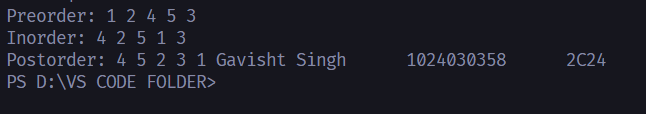 Preorder: 1 2 4 5 3
Inorder: 4 2 5 1 3
Postorder: 4 5 2 3 1 Gavisht Singh      1024030358      2C24
PS D:\VS CODE FOLDER>